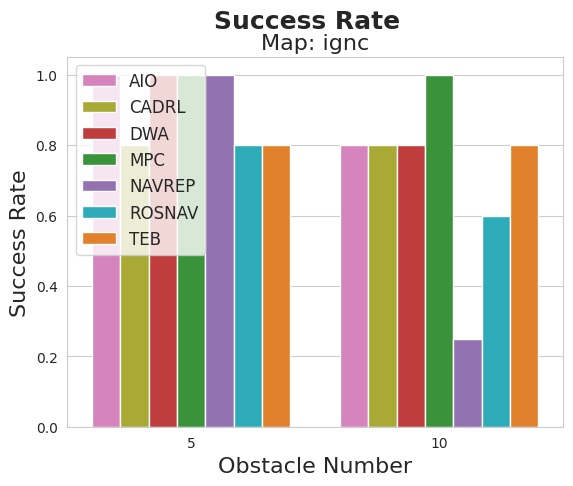 Success Rate
Map: ignc
1.0
0.8
0.6
0.4
0.2
0.0
Success Rate
AIO
CADRL
DWA
MPC
NAVREP
ROSNAV
TEB
5
10
Obstacle Number